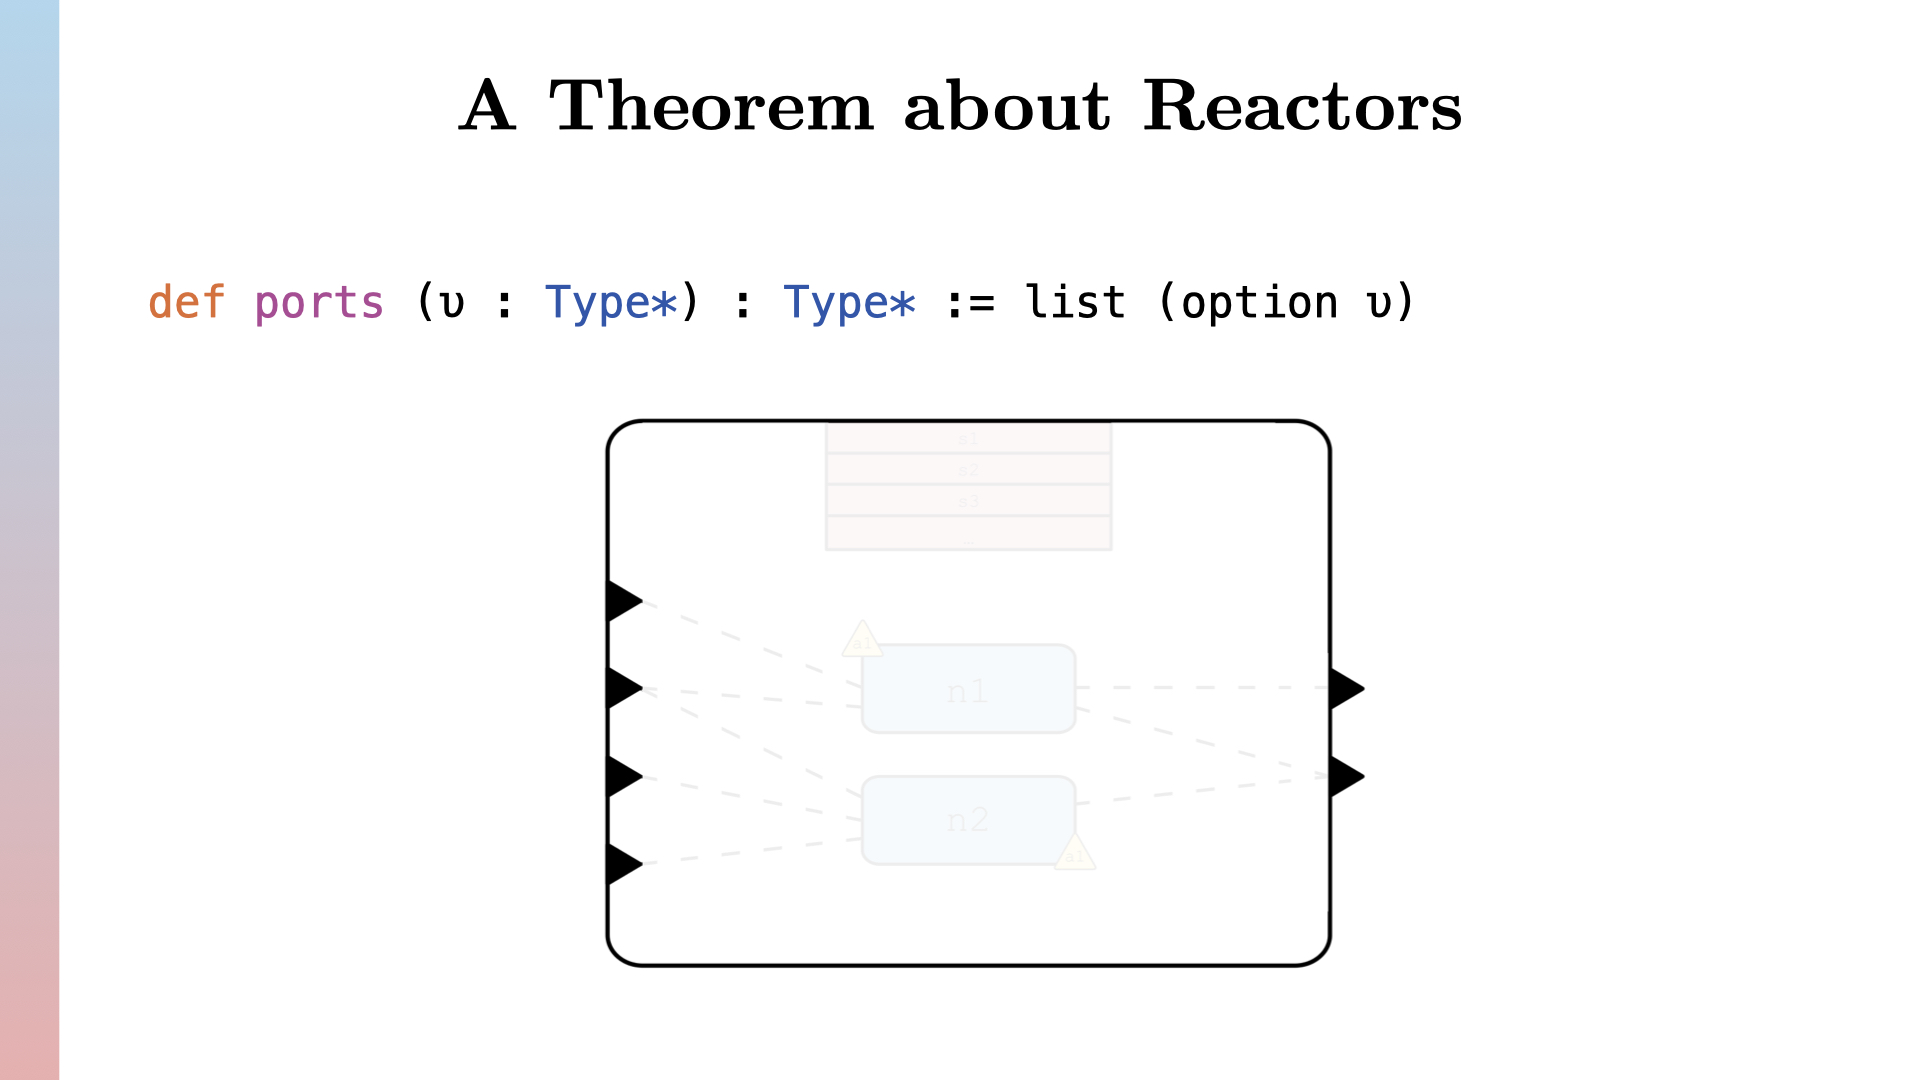 A Theorem about Reactors
def ports (υ : Type*) : Type* := list (option υ)
s1
s2
s3
...
a1
n1
n2
a1